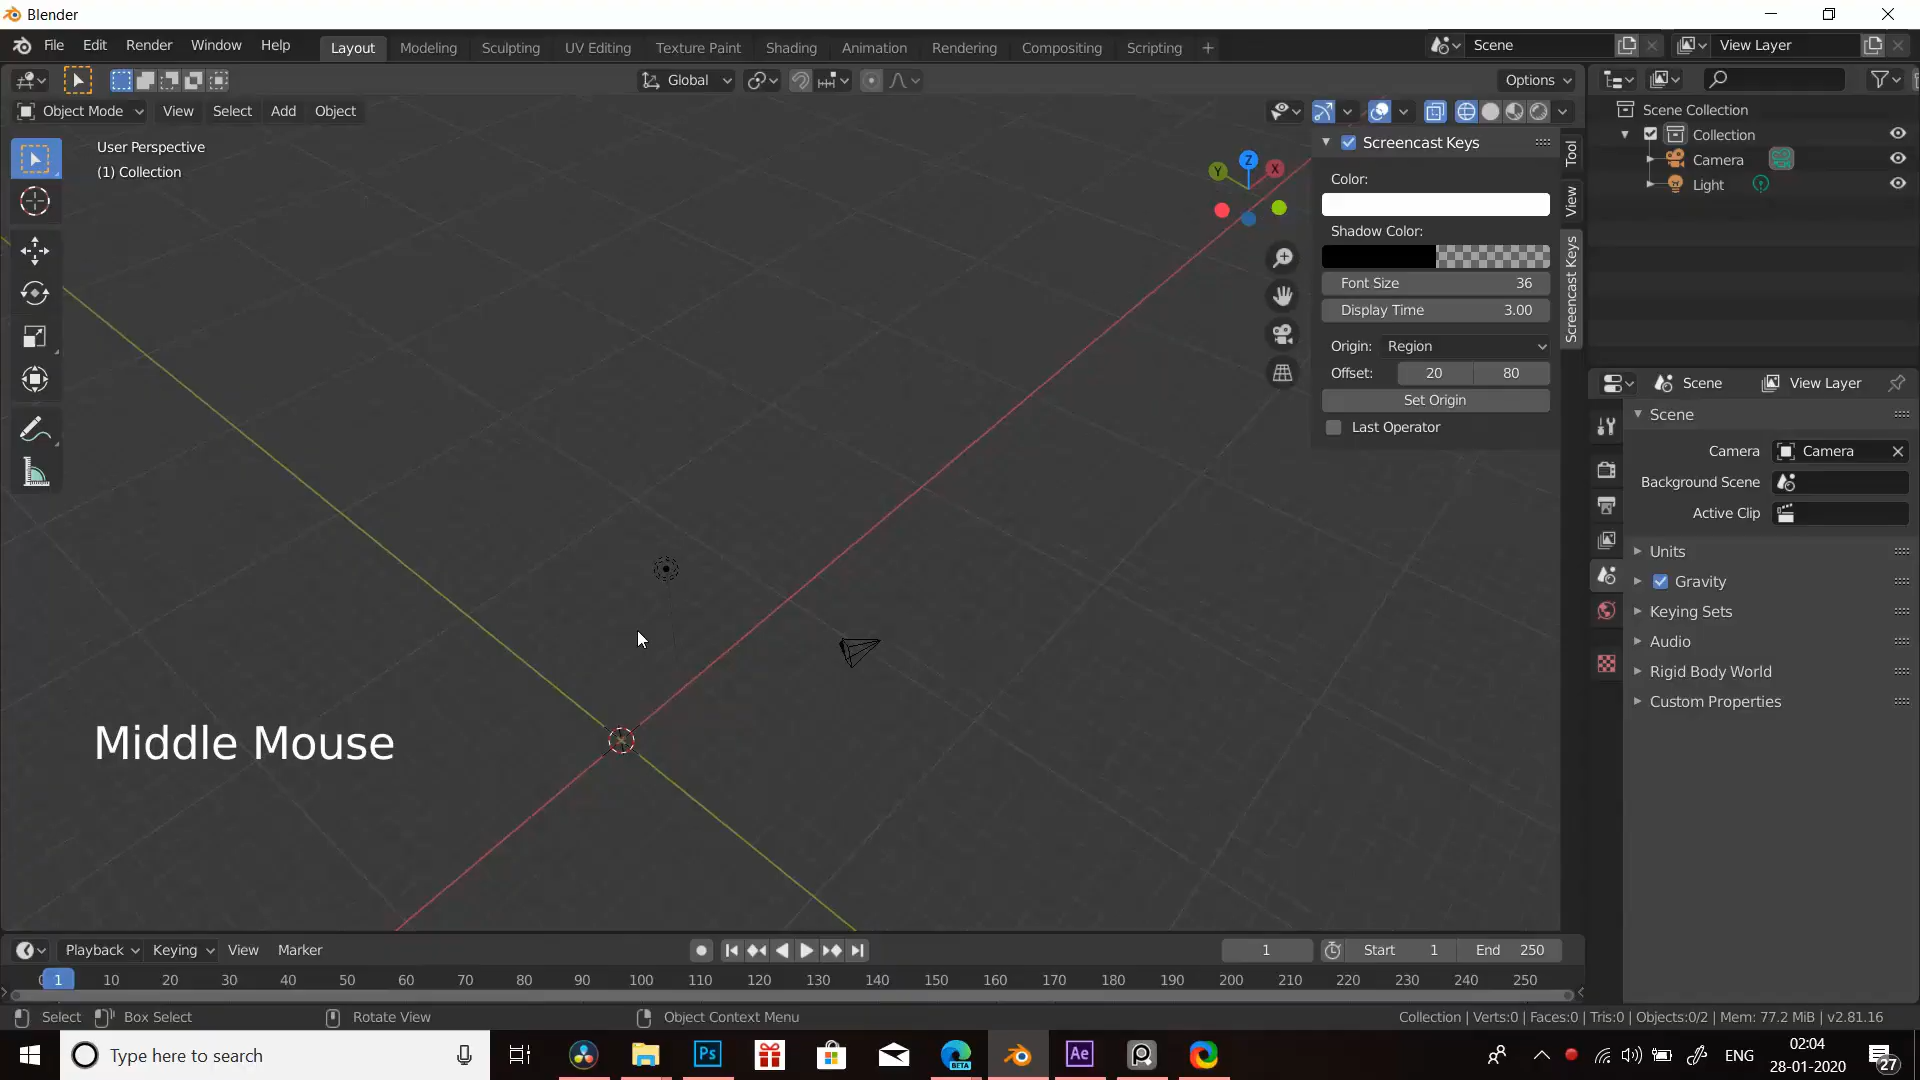 Blender
File Edit Render Window Help Layout Modeling Sculpting UV Editing Texture Paint Shading Animation Rendering Compositing Scripting + Scene View Layer
Global Options
Object Mode View Select Add Object
Scene Collection
Collection
Camera
Light
User Perspective
(1) Collection
Z
Y
X
Screencast Keys
Color:
Shadow Color:
Font Size 36
Display Time 3.00
Origin: Region
Offset: 20 80
Set Origin
Last Operator
Tool
View
Screencast Keys
Scene View Layer
Scene
Camera Camera
Background Scene
Active Clip
Units
Gravity
Keying Sets
Audio
Rigid Body World
Custom Properties
Middle Mouse
Playback Keying View Marker 1 Start 1 End 250
0 1 10 20 30 40 50 60 70 80 90 100 110 120 130 140 150 160 170 180 190 200 210 220 230 240 250
Select Box Select Rotate View Object Context Menu Collection | Verts:0 | Faces:0 | Tris:0 | Objects:0/2 | Mem: 77.2 MiB | v2.81.16
Type here to search
Ps
BETA
Ae
ENG
02:04
28-01-2020
27